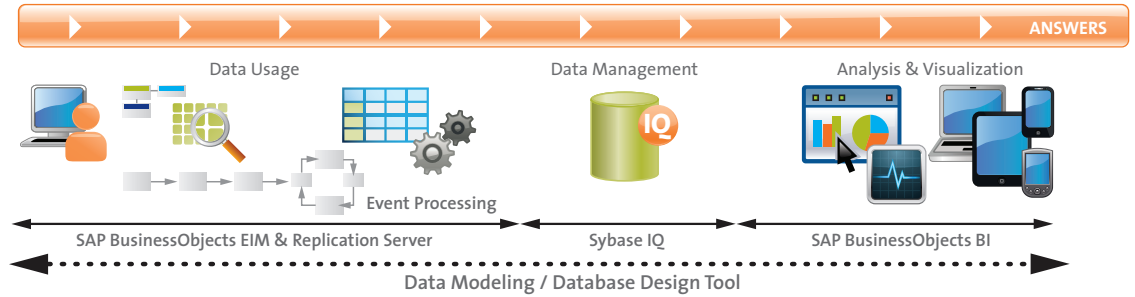 ANSWERS
Data Usage
Data Management
Analysis & Visualization
IQ
Event Processing
SAP BusinessObjects EIM & Replication Server
Sybase IQ
SAP BusinessObjects BI
Data Modeling / Database Design Tool